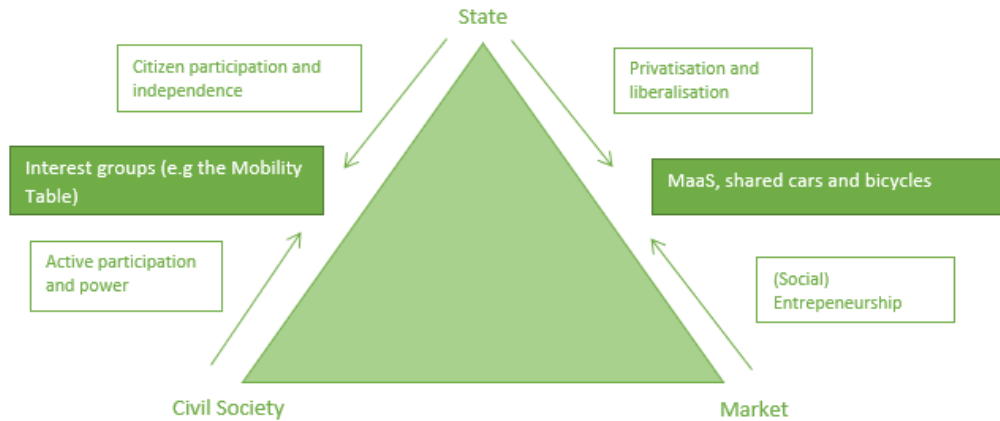 State
Citizen participation and
independence
Privatisation and
liberalisation
Interest groups (e.g the Mobility
Table)
MaaS, shared cars and bicycles
Active participation
and power
(Social)
Entrepeneurship
Civil Society
Market